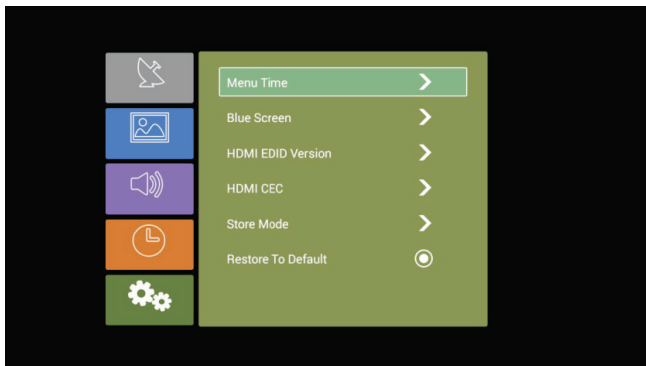 Menu Time
Blue Screen
HDMI EDID Version
HDMI CEC
Store Mode
Restore To Default